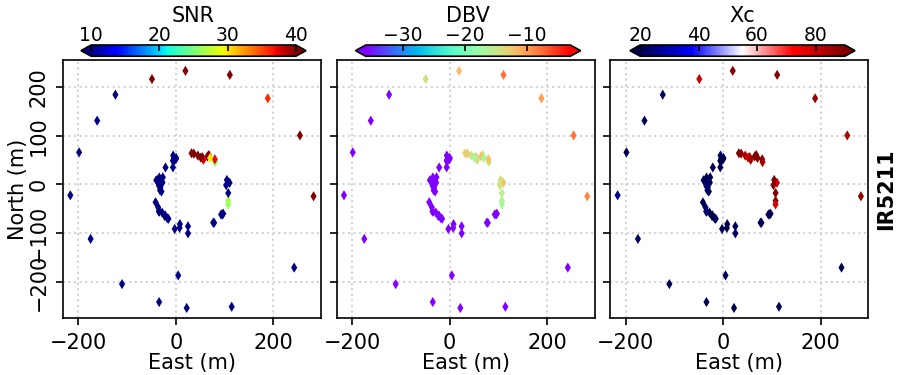 SNR DBV Xc
10 20 30 40 −30 −20 −10 20 40 60 80
North (m)
200
100
0
−100
−200
IR5211
−200 0 200 −200 0 200 −200 0 200
East (m) East (m) East (m)